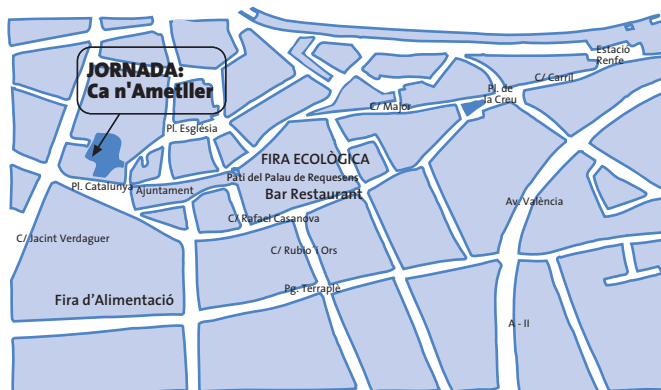 JORNADA:
Ca n'Ametller
Estació
Renfe
C/ Carril
Pl. de
la Creu
C/ Major
Pl. Església
FIRA ECOLÒGICA
Pati del Palau de Requesens
Bar Restaurant
Pl. Catalunya
Ajuntament
Av. València
C/ Rafael Casanova
C/ Jacint Verdaguer
C/ Rubio i Ors
Pg. Terraplè
Fira d'Alimentació
A - II